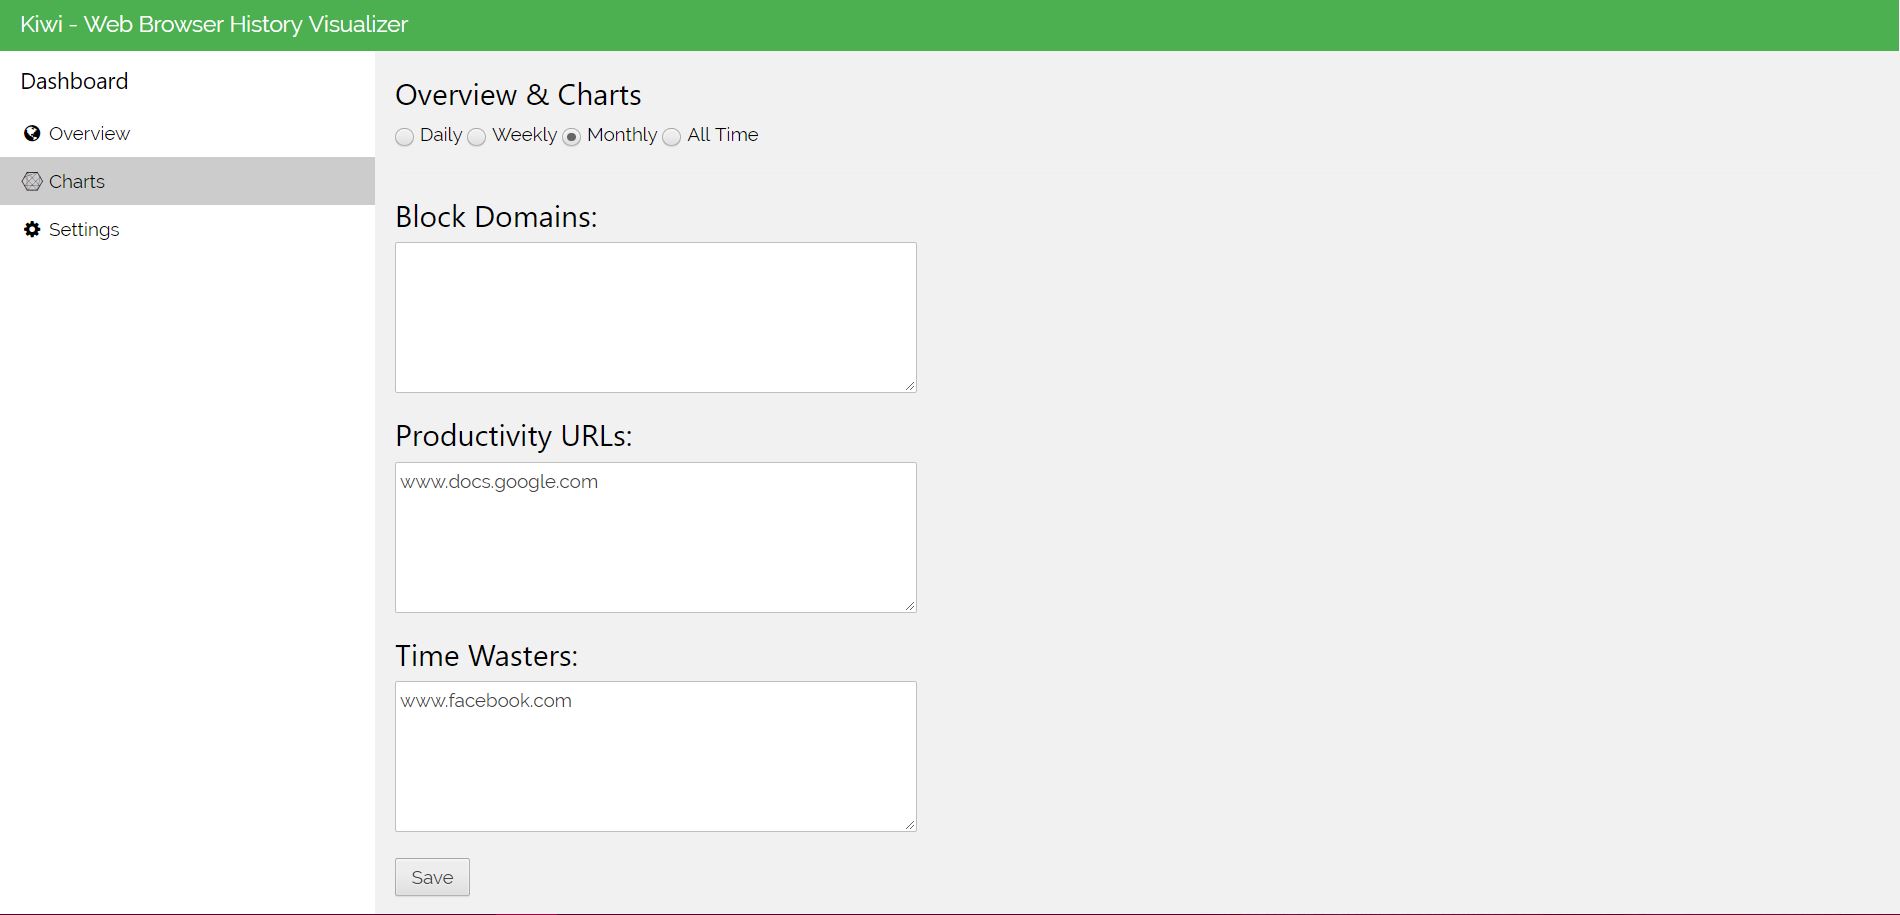 Kiwi - Web Browser History Visualizer
Dashboard
Overview
Charts
Settings
Overview & Charts
Daily Weekly Monthly All Time
Block Domains:
Productivity URLs:
www.docs.google.com
Time Wasters:
www.facebook.com
Save